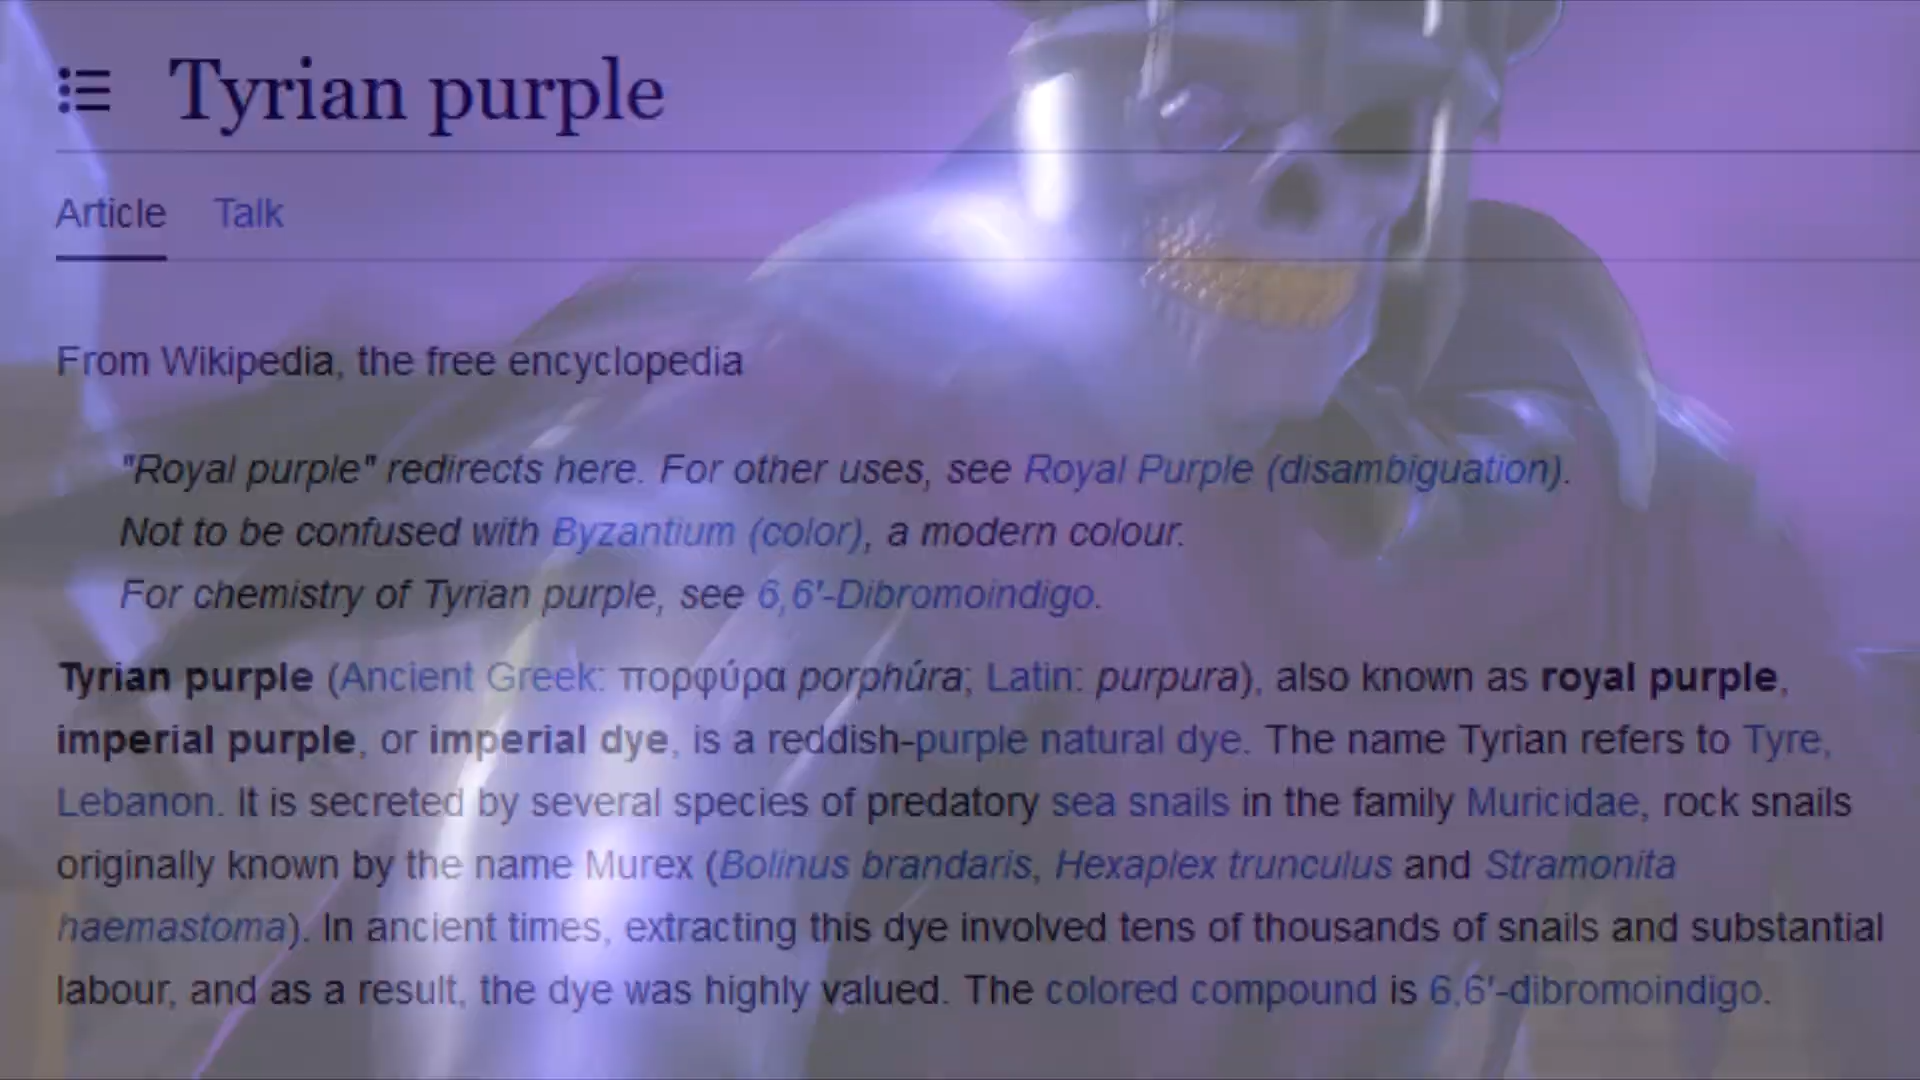 Tyrian purple
Article Talk
From Wikipedia, the free encyclopedia
"Royal purple" redirects here. For other uses, see Royal Purple (disambiguation).
Not to be confused with Byzantium (color), a modern colour.
For chemistry of Tyrian purple, see 6,6′-Dibromoindigo.
Tyrian purple (Ancient Greek: πορφύρα porphúra; Latin: purpura), also known as royal purple,
imperial purple, or imperial dye, is a reddish-purple natural dye. The name Tyrian refers to Tyre,
Lebanon. It is secreted by several species of predatory sea snails in the family Muricidae, rock snails
originally known by the name Murex (Bolinus brandaris, Hexaplex trunculus and Stramonita
haemastoma). In ancient times, extracting this dye involved tens of thousands of snails and substantial
labour, and as a result, the dye was highly valued. The colored compound is 6,6′-dibromoindigo.